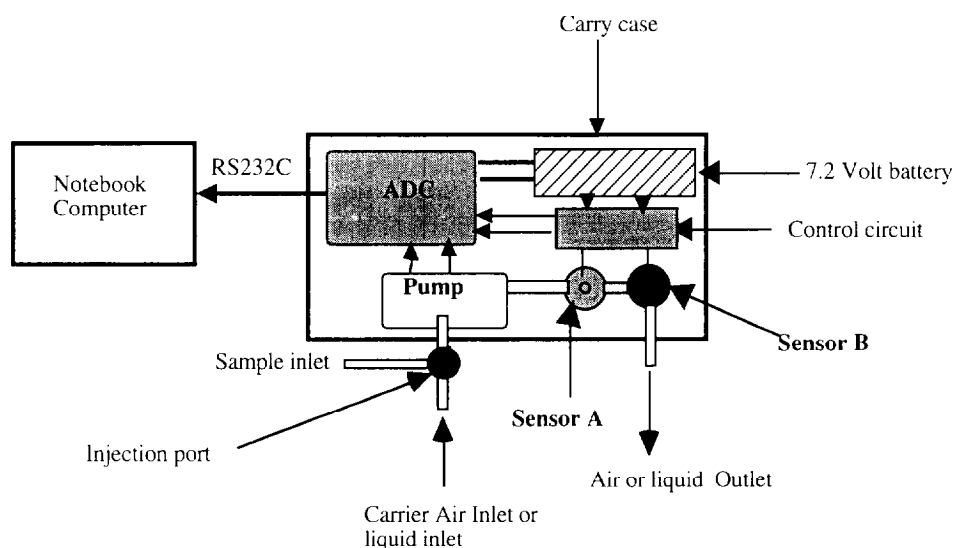 Carry case
RS232C
Notebook
Computer
ADC
7.2 Volt battery
Control circuit
Pump
Sensor B
Sample inlet
Sensor A
Injection port
Air or liquid Outlet
Carrier Air Inlet or
liquid inlet